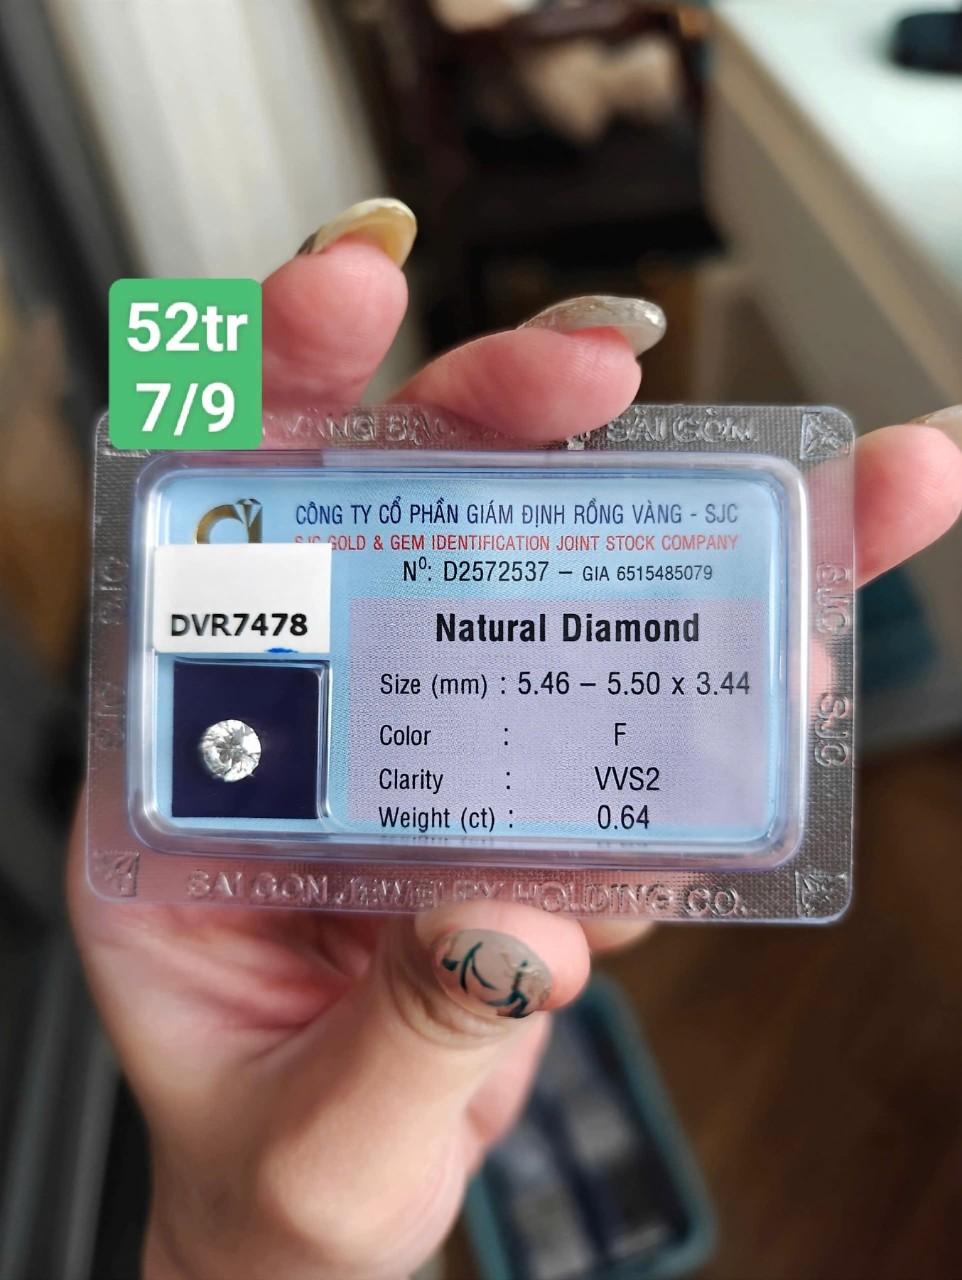 52tr
7/9
VÀNG BẠC SÀI GÒN
CÔNG TY CỔ PHẦN GIÁM ĐỊNH RỒNG VÀNG - SJC
SJC GOLD & GEM IDENTIFICATION JOINT STOCK COMPANY
Nº: D2572537 – GIA 6515485079
DVR7478
Natural Diamond
Size (mm) : 5.46 – 5.50 x 3.44
Color : F
Clarity : VVS2
Weight (ct) : 0.64
SJC SJC
SAI GON JEWELRY HOLDING CO.